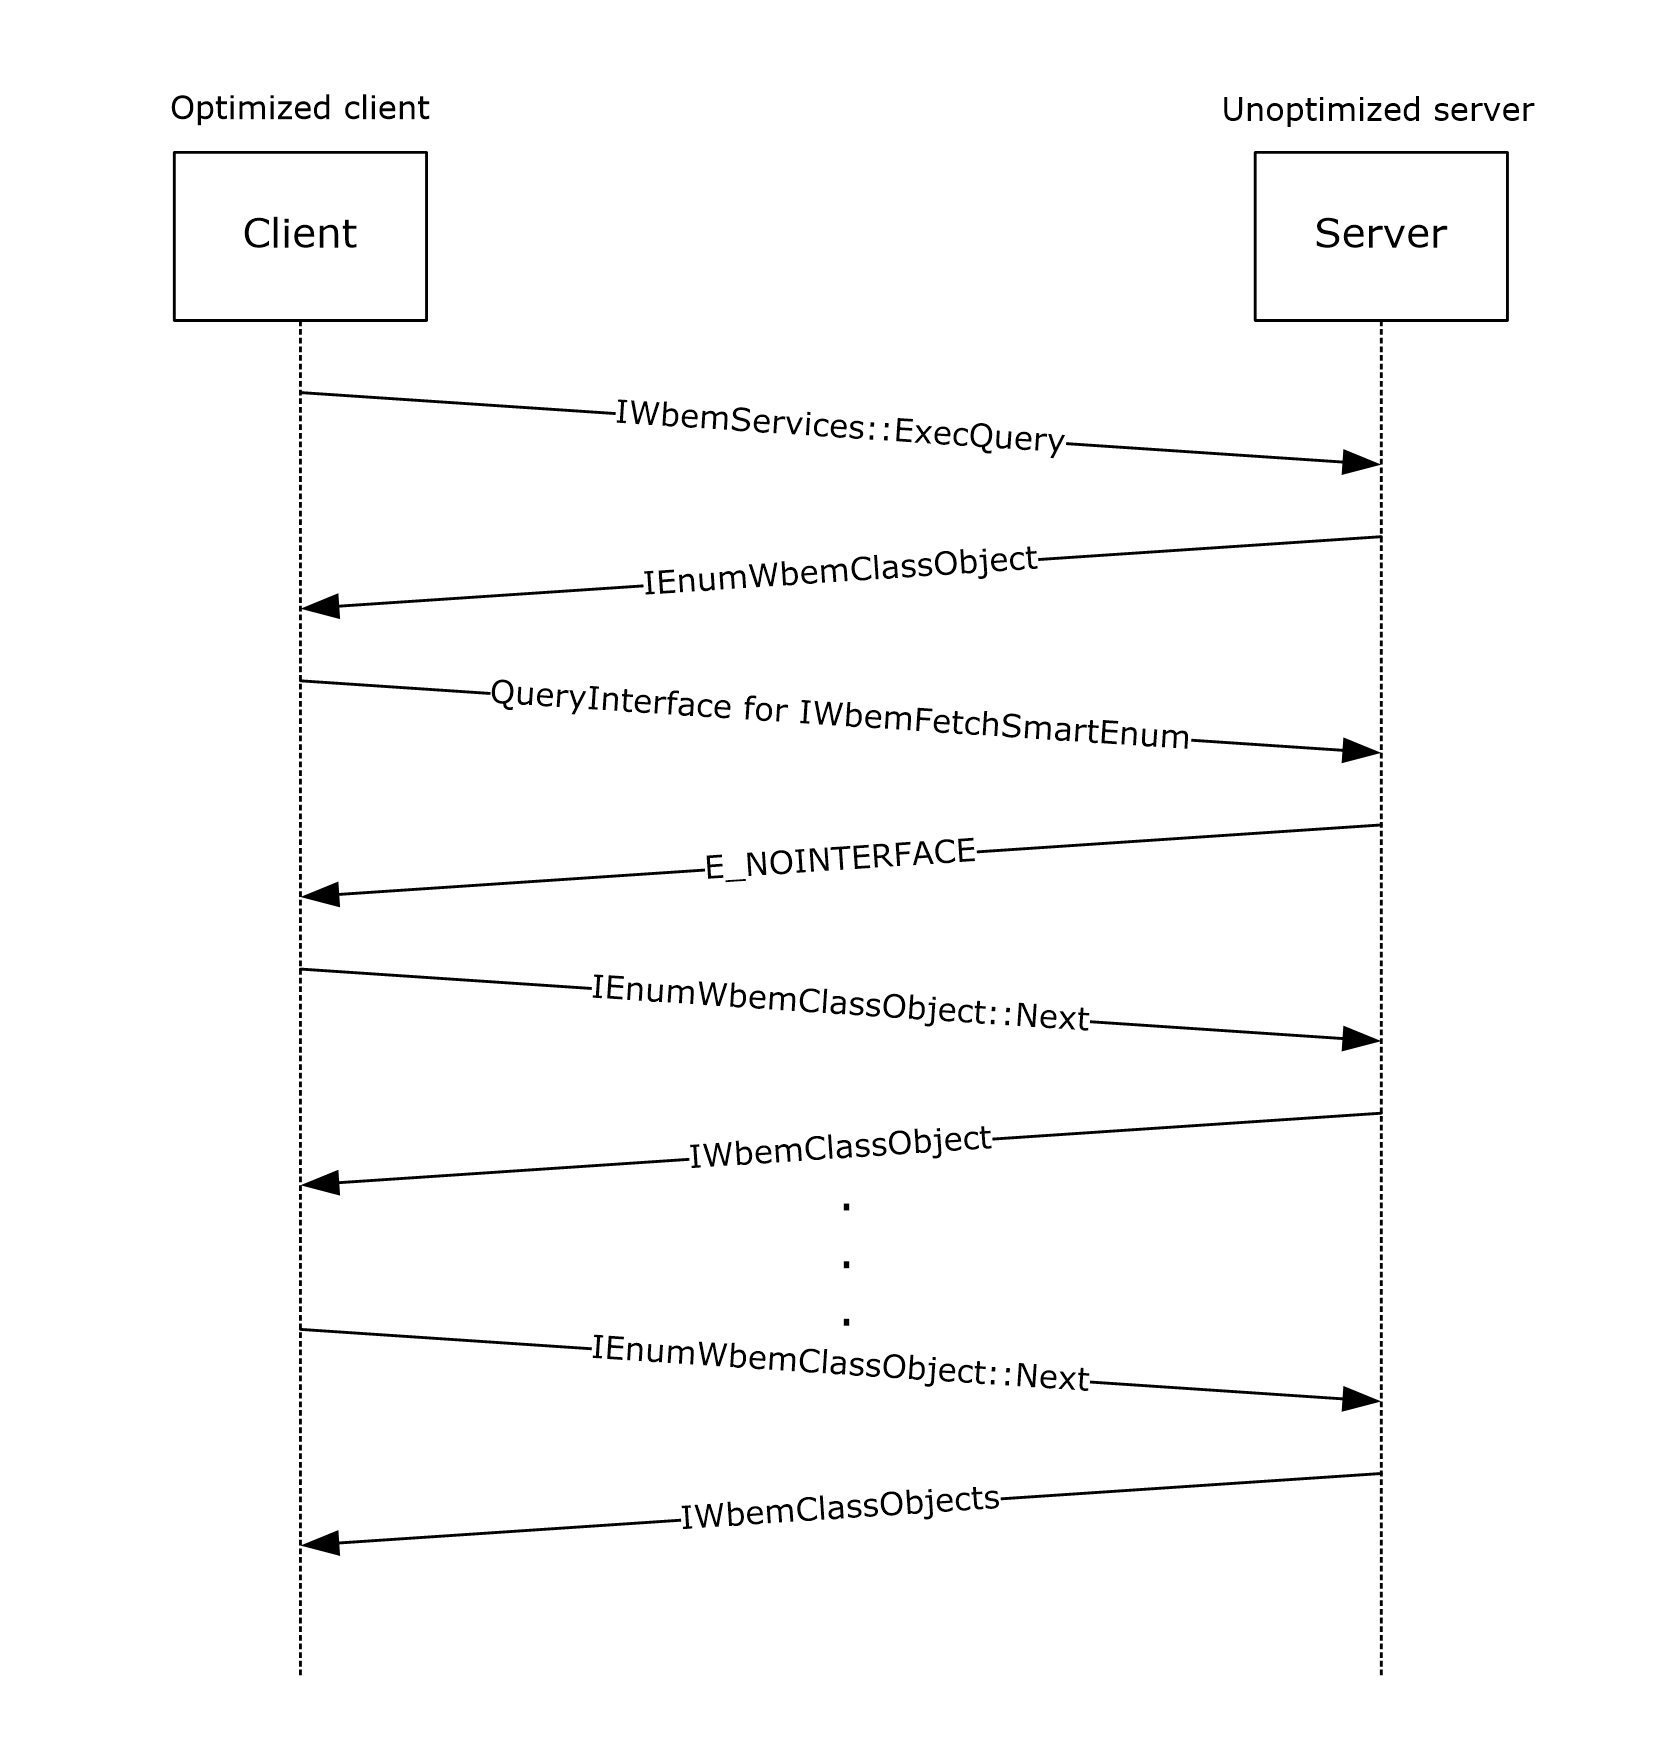 Optimized client
Unoptimized server
Client
Server
IWbemServices::ExecQuery
IEnumWbemClassObject
QueryInterface for IWbemFetchSmartEnum
E_NOINTERFACE
IEnumWbemClassObject::Next
IWbemClassObject
.
.
.
IEnumWbemClassObject::Next
IWbemClassObjects